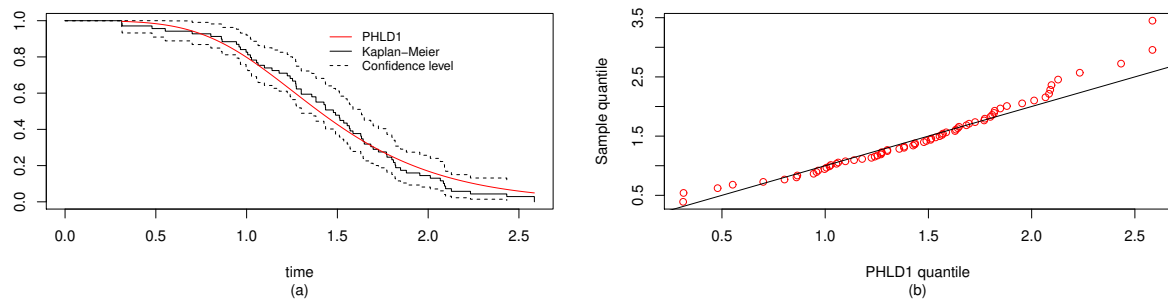 1.0
0.8
0.6
0.4
0.2
0.0
PHLD1
Kaplan−Meier
Confidence level
0.0 0.5 1.0 1.5 2.0 2.5
time
(a)
Sample quantile
3.5
2.5
1.5
0.5
0.5 1.0 1.5 2.0 2.5
PHLD1 quantile
(b)